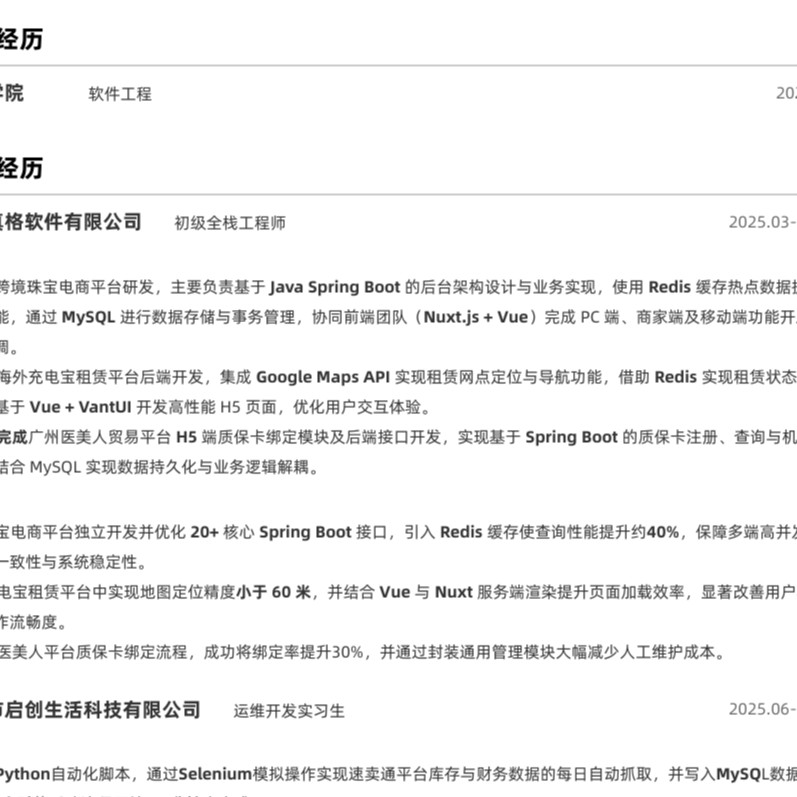 经历
学院 软件工程 202
经历
格软件有限公司 初级全栈工程师 2025.03-
跨境珠宝电商平台研发，主要负责基于 Java Spring Boot 的后台架构设计与业务实现，使用 Redis 缓存热点数据
能，通过 MySQL 进行数据存储与事务管理，协同前端团队（Nuxt.js + Vue）完成 PC 端、商家端及移动端功能开
调。
海外充电宝租赁平台后端开发，集成 Google Maps API 实现租赁网点定位与导航功能，借助 Redis 实现租赁状态
基于 Vue + VantUI 开发高性能 H5 页面，优化用户交互体验。
完成广州医美人贸易平台 H5 端质保卡绑定模块及后端接口开发，实现基于 Spring Boot 的质保卡注册、查询与机
结合 MySQL 实现数据持久化与业务逻辑解耦。
宝电商平台独立开发并优化 20+ 核心 Spring Boot 接口，引入 Redis 缓存使查询性能提升约40%，保障多端高并发
一致性与系统稳定性。
电宝租赁平台中实现地图定位精度小于 60 米，并结合 Vue 与 Nuxt 服务端渲染提升页面加载效率，显著改善用户
作流畅度。
医美人平台质保卡绑定流程，成功将绑定率提升30%，并通过封装通用管理模块大幅减少人工维护成本。
市启创生活科技有限公司 运维开发实习生 2025.06-
Python自动化脚本，通过Selenium模拟操作实现速卖通平台库存与财务数据的每日自动抓取，并写入MySQL数据